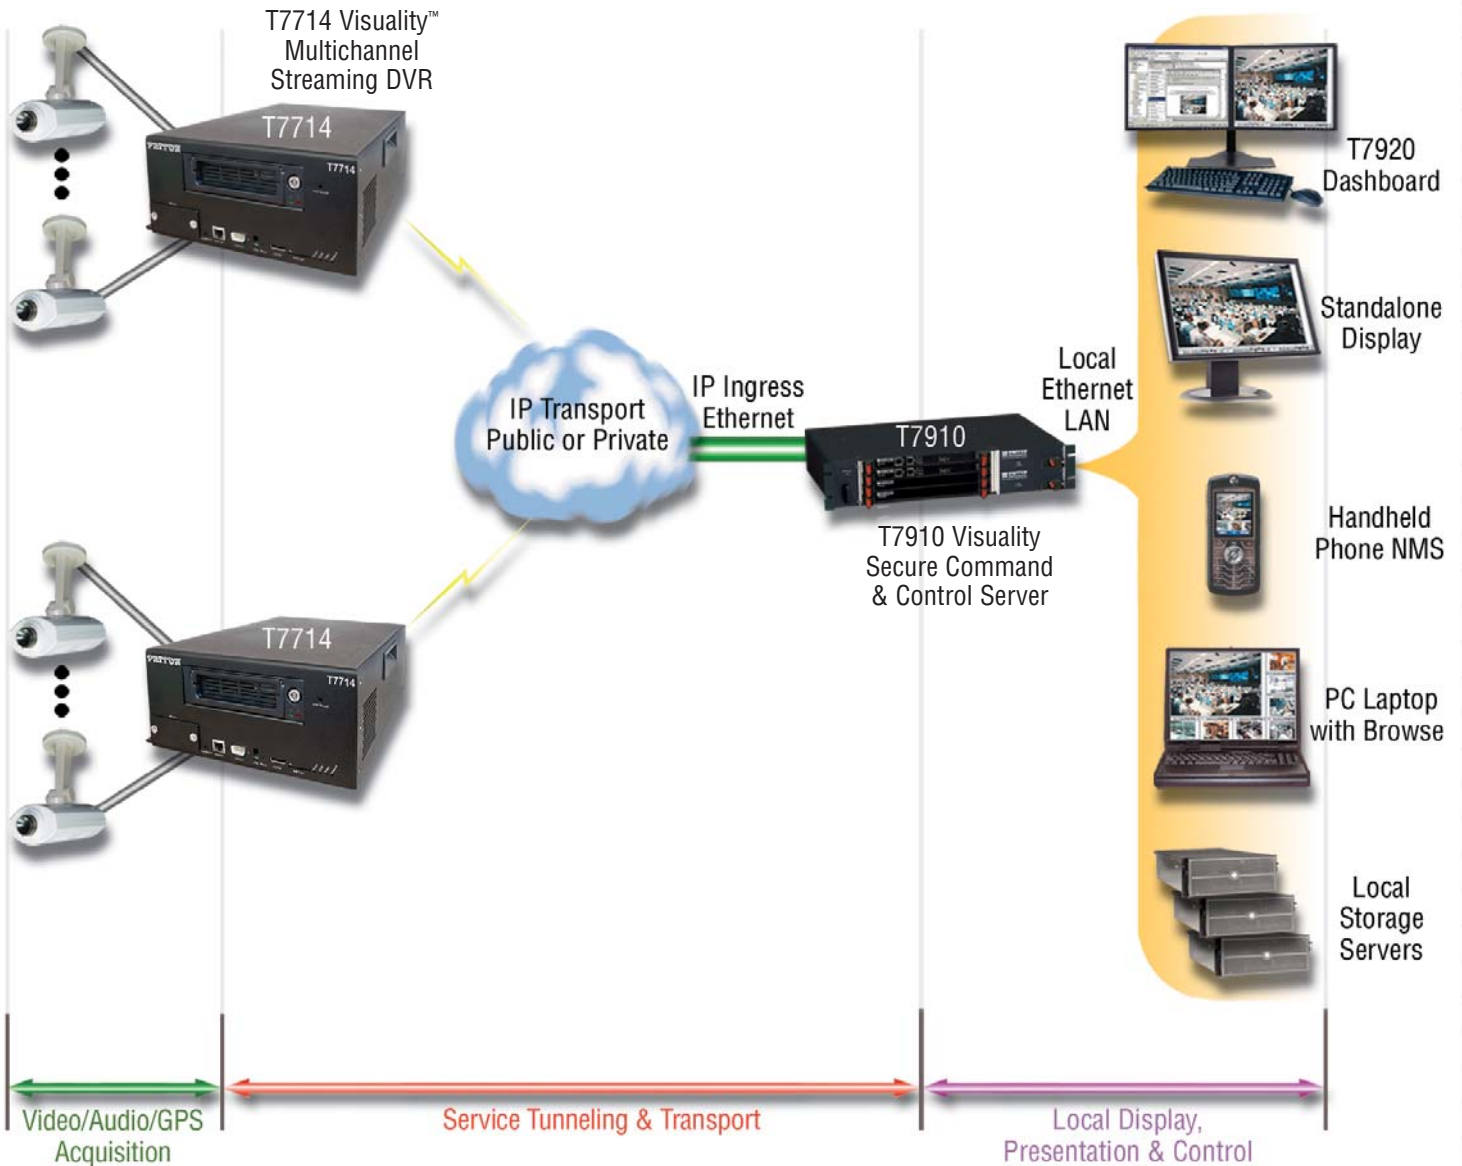 T7714 Visuality™
Multichannel
Streaming DVR
T7714
PATTON
T7714
T7920
Dashboard
Standalone
Display
Local
Ethernet
LAN
IP Ingress
Ethernet
IP Transport
Public or Private
T7910
T7910 Visuality
Secure Command
& Control Server
Handheld
Phone NMS
T7714
PATTON
T7714
PC Laptop
with Browse
Local
Storage
Servers
Video/Audio/GPS
Acquisition
Service Tunneling & Transport
Local Display,
Presentation & Control